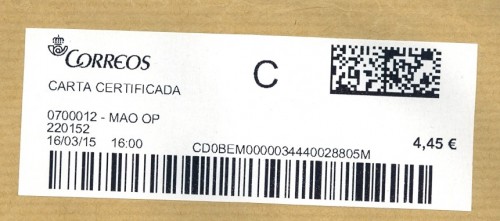 CORREOS
C
CARTA CERTIFICADA
0700012 - MAO OP
220152
16/03/15 16:00
CD0BEM0000034440028805M
4,45 €